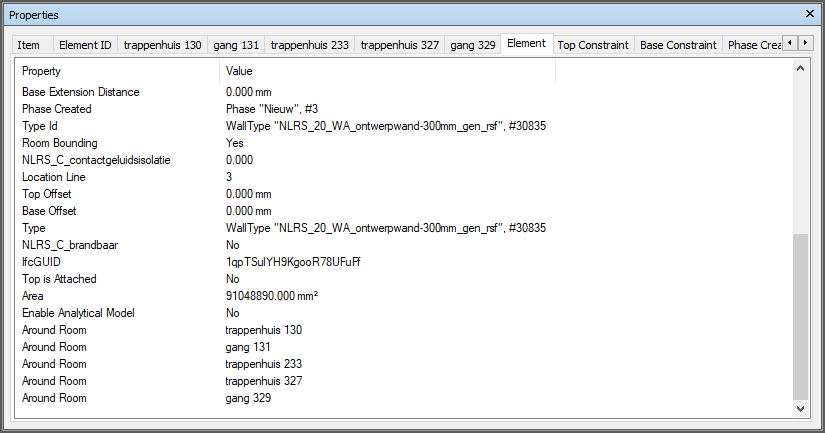 Properties
Item Element ID trappenhuis 130 gang 131 trappenhuis 233 trappenhuis 327 gang 329 Element Top Constraint Base Constraint Phase Crea
Property Value
Base Extension Distance 0.000 mm
Phase Created Phase "Nieuw", #3
Type Id WallType "NLRS_20_WA_ontwerpwand-300mm_gen_rsf", #30835
Room Bounding Yes
NLRS_C_contactgeluidsisolatie 0.000
Location Line 3
Top Offset 0.000 mm
Base Offset 0.000 mm
Type WallType "NLRS_20_WA_ontwerpwand-300mm_gen_rsf", #30835
NLRS_C_brandbaar No
IfcGUID 1qpTSulYH9KgooR78UFuFf
Top is Attached No
Area 91048890.000 mm²
Enable Analytical Model No
Around Room trappenhuis 130
Around Room gang 131
Around Room trappenhuis 233
Around Room trappenhuis 327
Around Room gang 329